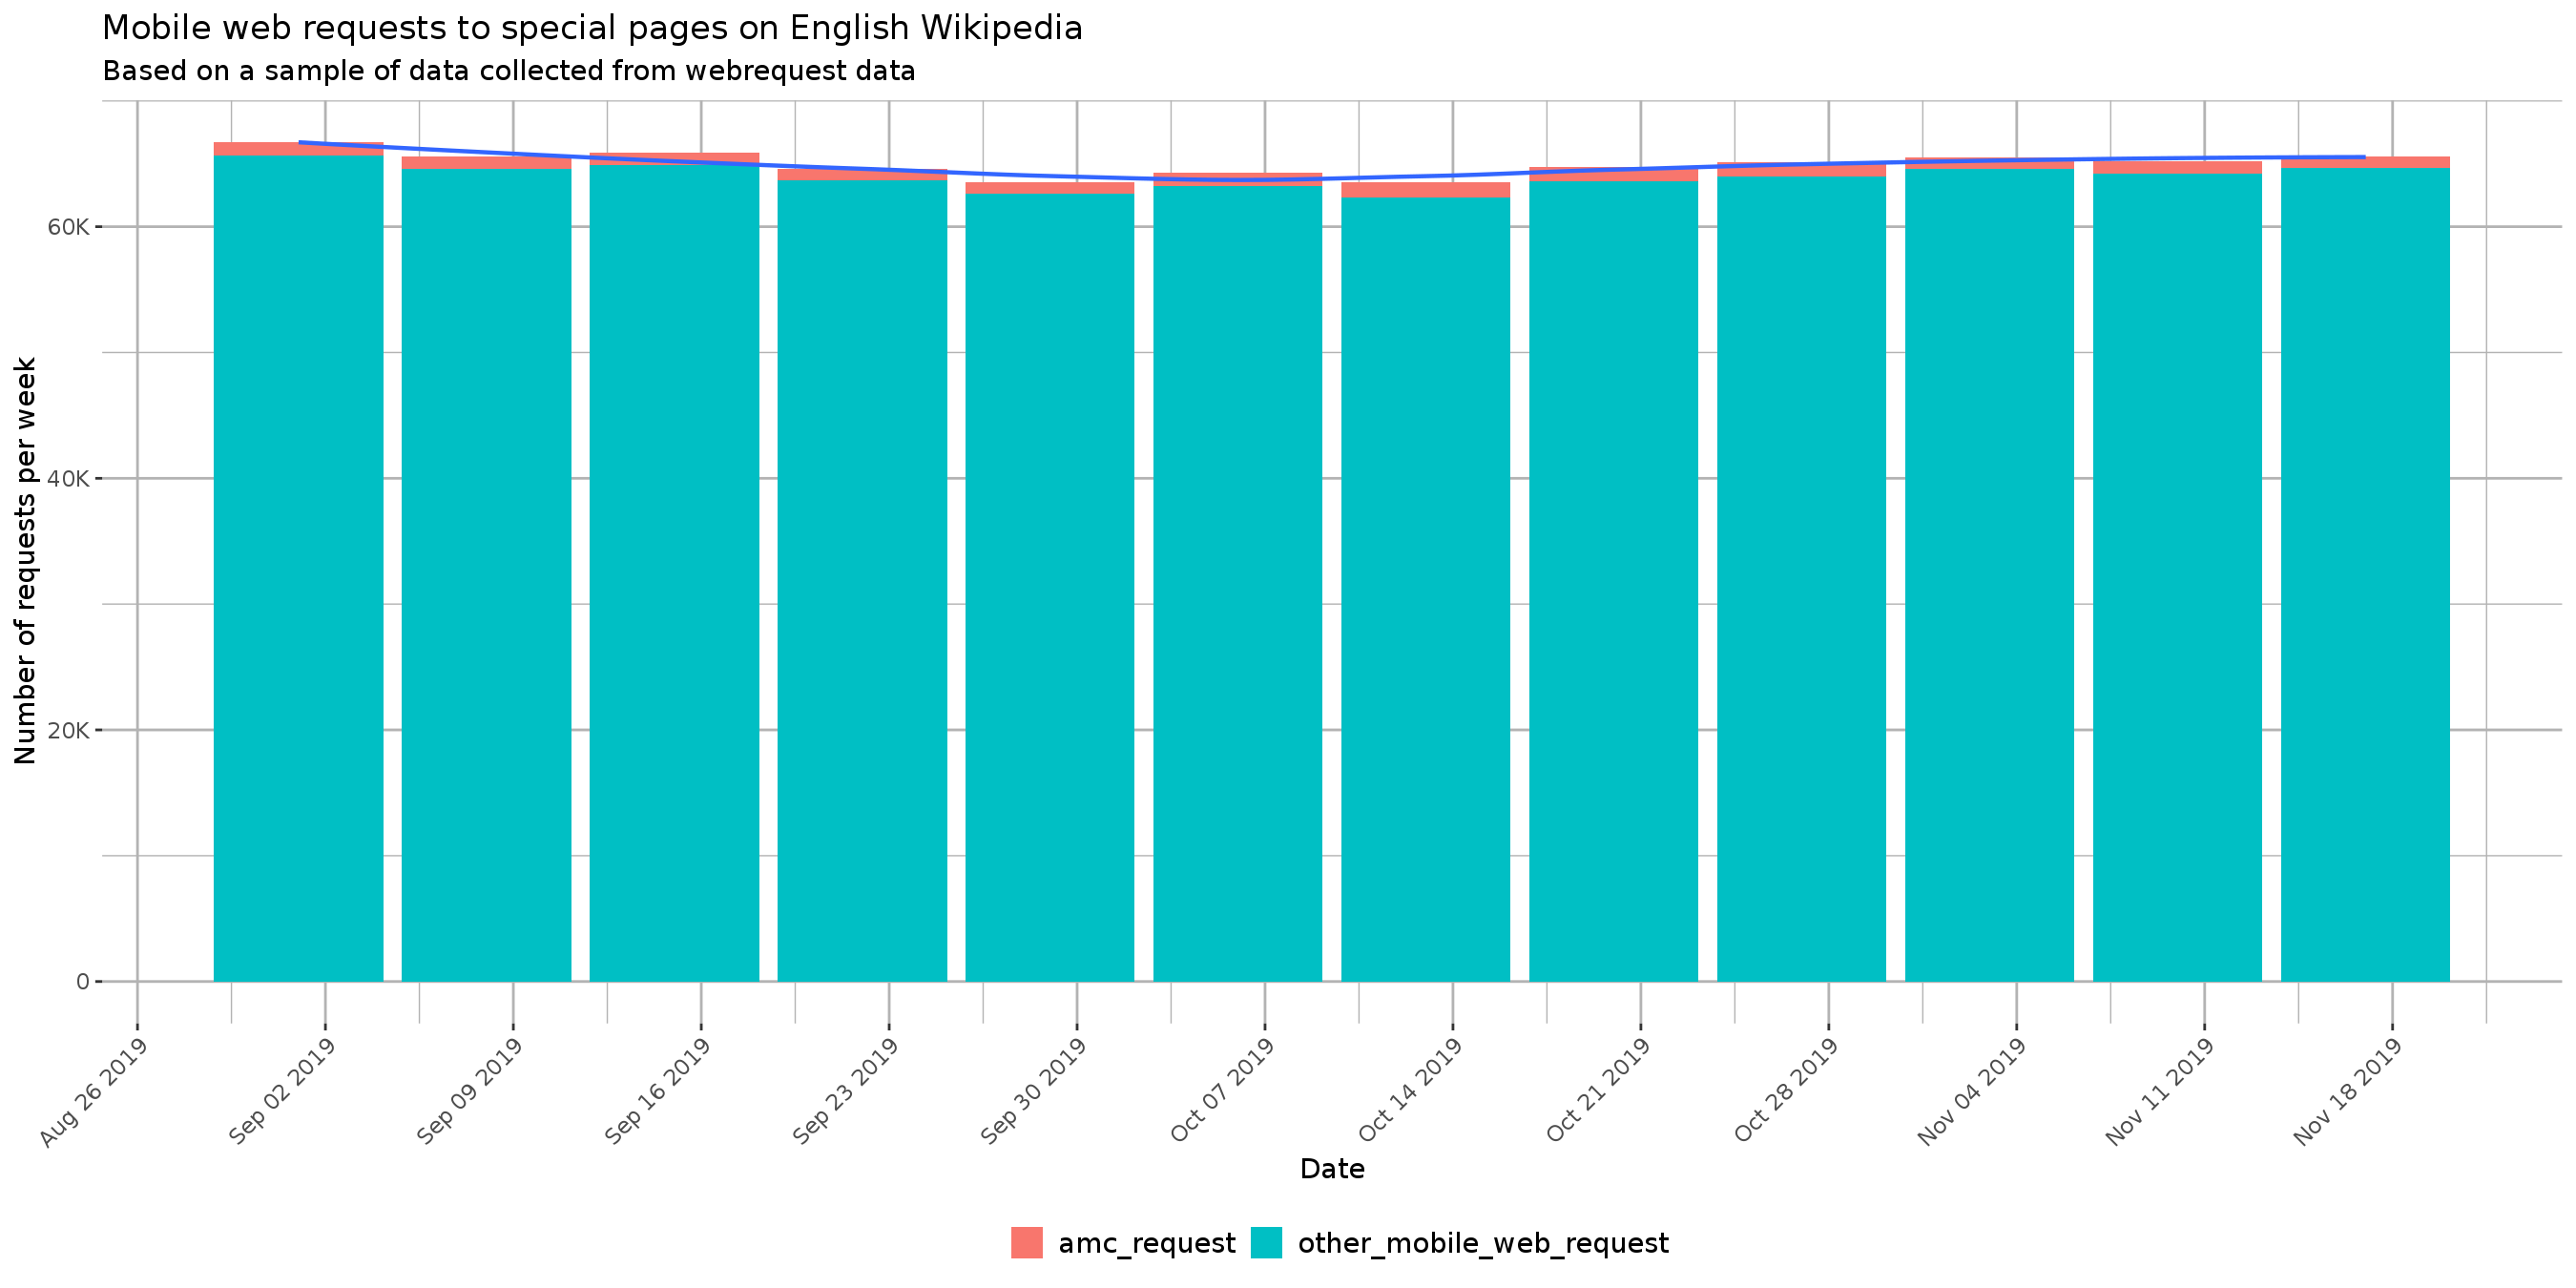 Mobile web requests to special pages on English Wikipedia
Based on a sample of data collected from webrequest data
Number of requests per week
60K
40K
20K
0
Aug 26 2019
Sep 02 2019
Sep 09 2019
Sep 16 2019
Sep 23 2019
Sep 30 2019
Oct 07 2019
Oct 14 2019
Oct 21 2019
Oct 28 2019
Nov 04 2019
Nov 11 2019
Nov 18 2019
Date
amc_request
other_mobile_web_request